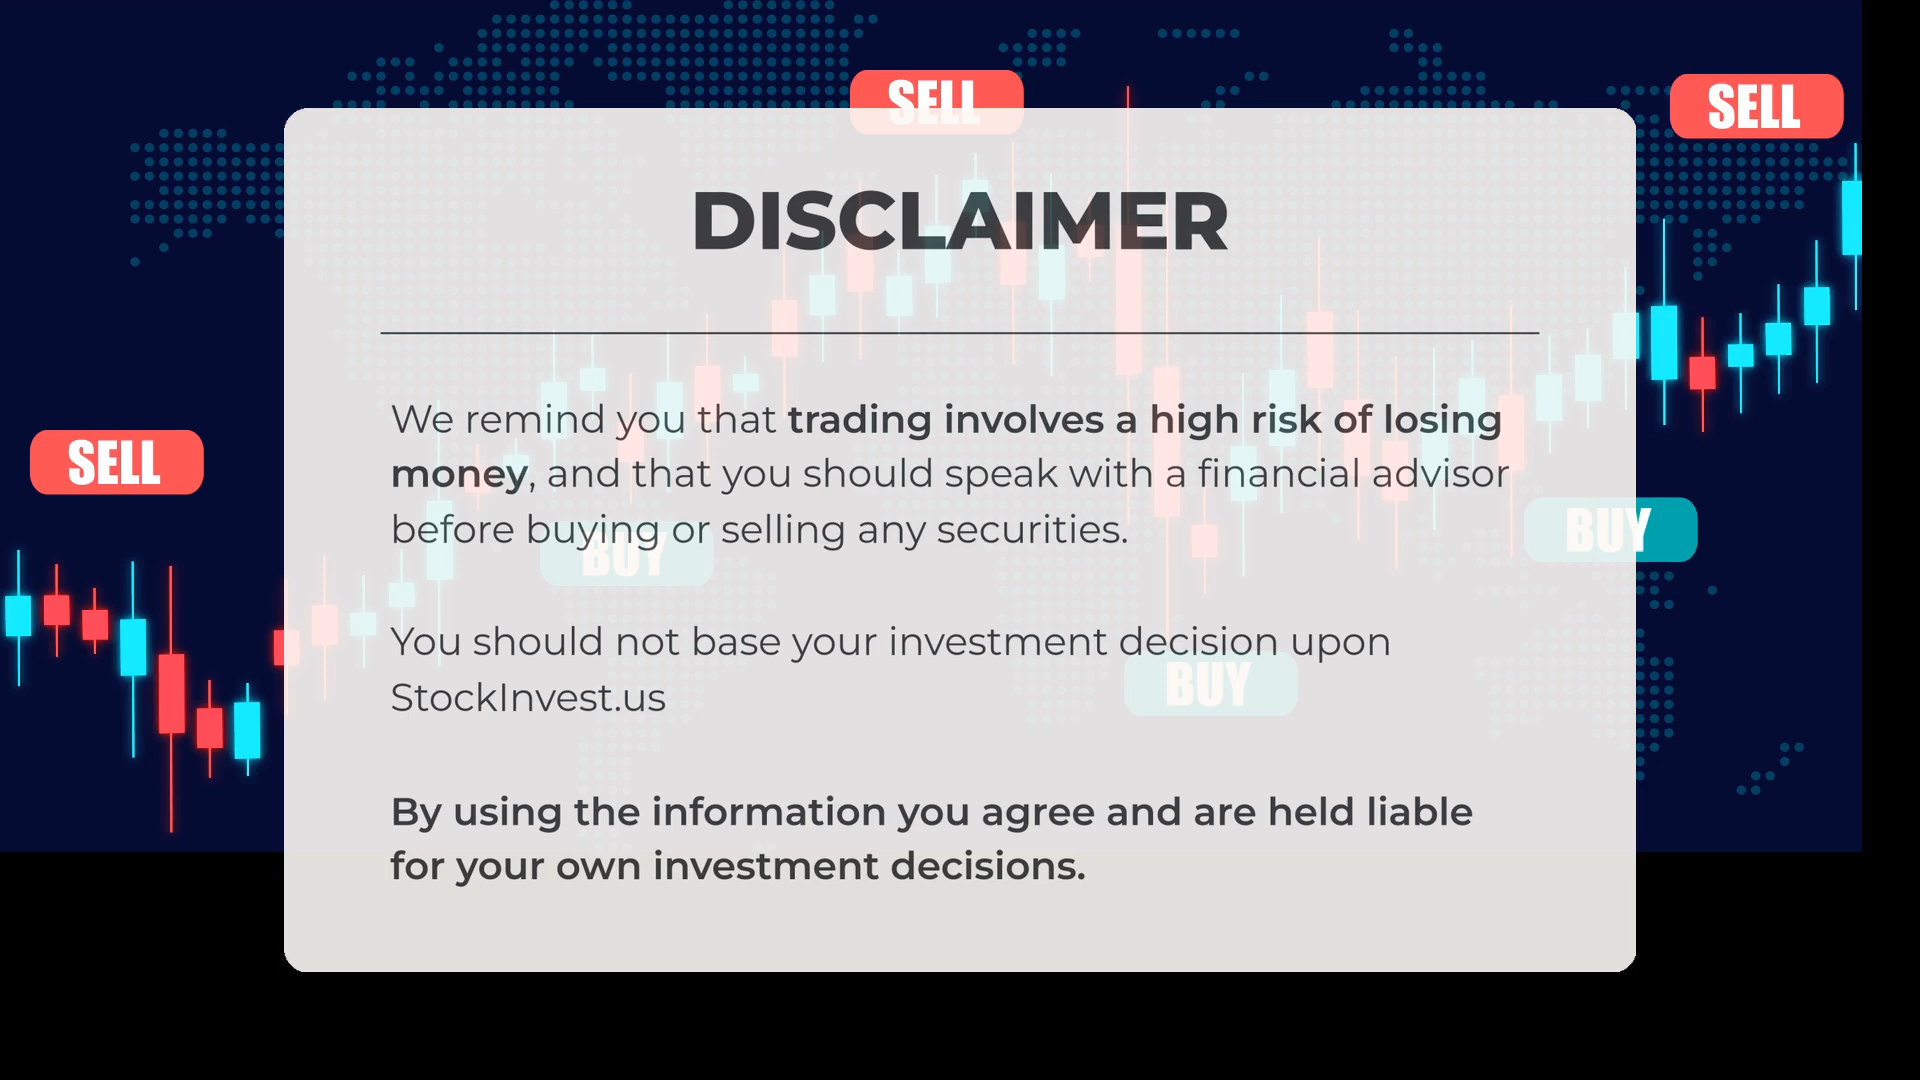 SELL
SELL
DISCLAIMER
We remind you that trading involves a high risk of losing
money, and that you should speak with a financial advisor
before buying or selling any securities.
SELL
BUY
BUY
You should not base your investment decision upon
StockInvest.us
BUY
By using the information you agree and are held liable
for your own investment decisions.